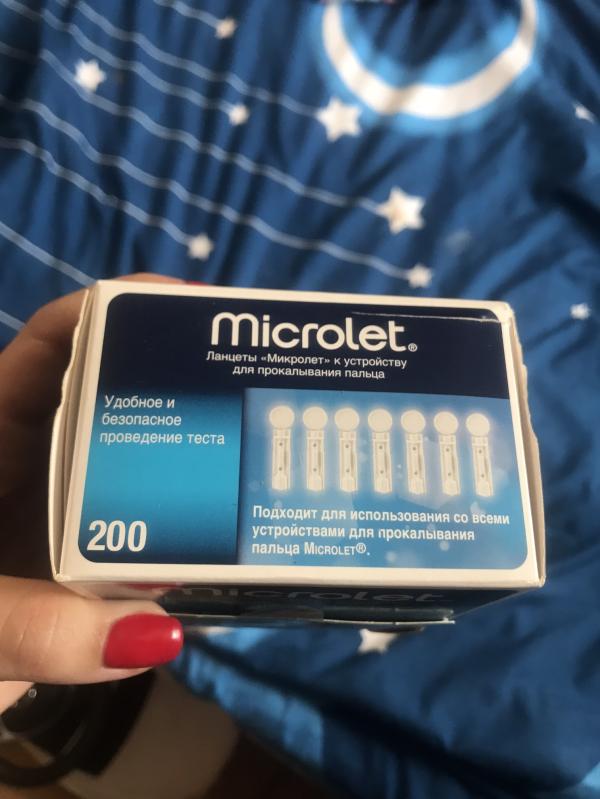 Microlet®
Ланцеты «Микролет» к устройству
для прокалывания пальца
Удобное и
безопасное
проведение теста
200
Подходит для использования со всеми
устройствами для прокалывания
пальца MICROLET®.
Microlet